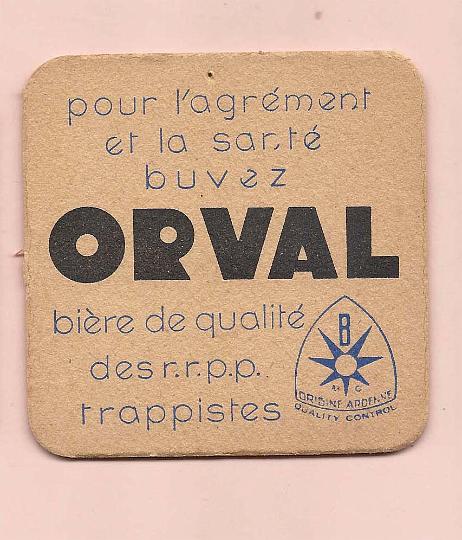 pour l'agrément
et la santé
buvez
ORVAL
bière de qualité
des r.r.p.p.
trappistes
B
ORIGINE ARDENNE
QUALITY CONTROL